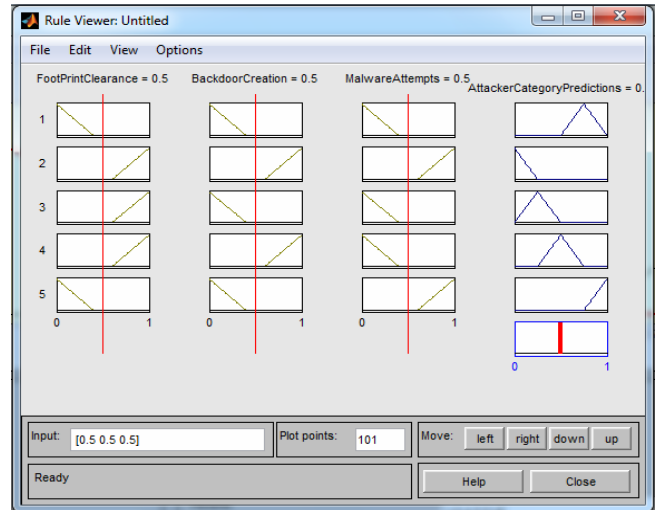 Rule Viewer: Untitled
File Edit View Options
FootPrintClearance = 0.5 BackdoorCreation = 0.5 MalwareAttempts = 0.5 AttackerCategoryPredictions = 0.
1
2
3
4
5
0 1 0 1 0 1
0 1
Input: [0.5 0.5 0.5] Plot points: 101 Move: left right down up
Ready Help Close